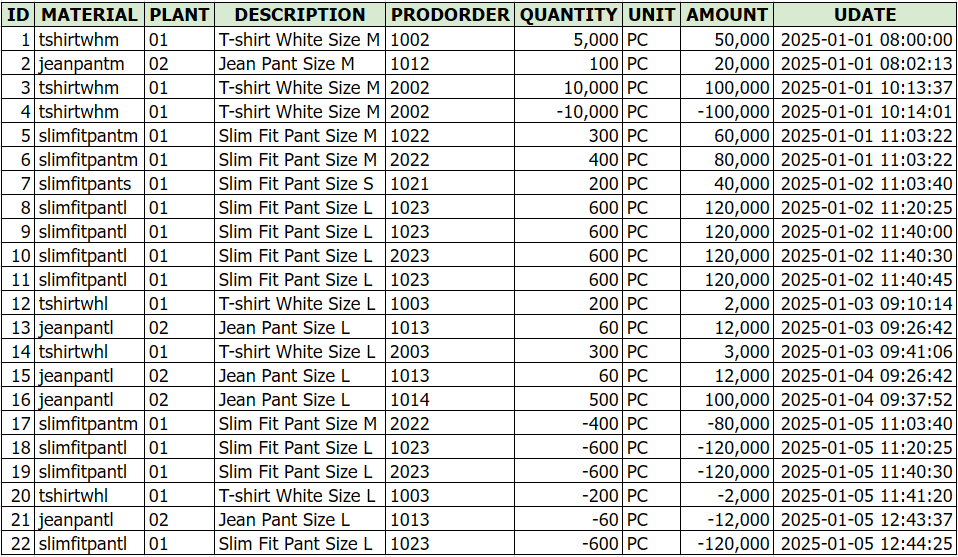 ID MATERIAL PLANT DESCRIPTION PRODORDER QUANTITY UNIT AMOUNT UDATE
1 tshirtwhm 01 T-shirt White Size M 1002 5,000 PC 50,000 2025-01-01 08:00:00
2 jeanpantm 02 Jean Pant Size M 1012 100 PC 20,000 2025-01-01 08:02:13
3 tshirtwhm 01 T-shirt White Size M 2002 10,000 PC 100,000 2025-01-01 10:13:37
4 tshirtwhm 01 T-shirt White Size M 2002 -10,000 PC -100,000 2025-01-01 10:14:01
5 slimfitpantm 01 Slim Fit Pant Size M 1022 300 PC 60,000 2025-01-01 11:03:22
6 slimfitpantm 01 Slim Fit Pant Size M 2022 400 PC 80,000 2025-01-01 11:03:22
7 slimfitpants 01 Slim Fit Pant Size S 1021 200 PC 40,000 2025-01-02 11:03:40
8 slimfitpantl 01 Slim Fit Pant Size L 1023 600 PC 120,000 2025-01-02 11:20:25
9 slimfitpantl 01 Slim Fit Pant Size L 1023 600 PC 120,000 2025-01-02 11:40:00
10 slimfitpantl 01 Slim Fit Pant Size L 2023 600 PC 120,000 2025-01-02 11:40:30
11 slimfitpantl 01 Slim Fit Pant Size L 1023 600 PC 120,000 2025-01-02 11:40:45
12 tshirtwhl 01 T-shirt White Size L 1003 200 PC 2,000 2025-01-03 09:10:14
13 jeanpantl 02 Jean Pant Size L 1013 60 PC 12,000 2025-01-03 09:26:42
14 tshirtwhl 01 T-shirt White Size L 2003 300 PC 3,000 2025-01-03 09:41:06
15 jeanpantl 02 Jean Pant Size L 1013 60 PC 12,000 2025-01-04 09:26:42
16 jeanpantl 02 Jean Pant Size L 1014 500 PC 100,000 2025-01-04 09:37:52
17 slimfitpantm 01 Slim Fit Pant Size M 2022 -400 PC -80,000 2025-01-05 11:03:40
18 slimfitpantl 01 Slim Fit Pant Size L 1023 -600 PC -120,000 2025-01-05 11:20:25
19 slimfitpantl 01 Slim Fit Pant Size L 2023 -600 PC -120,000 2025-01-05 11:40:30
20 tshirtwhl 01 T-shirt White Size L 1003 -200 PC -2,000 2025-01-05 11:41:20
21 jeanpantl 02 Jean Pant Size L 1013 -60 PC -12,000 2025-01-05 12:43:37
22 slimfitpantl 01 Slim Fit Pant Size L 1023 -600 PC -120,000 2025-01-05 12:44:25